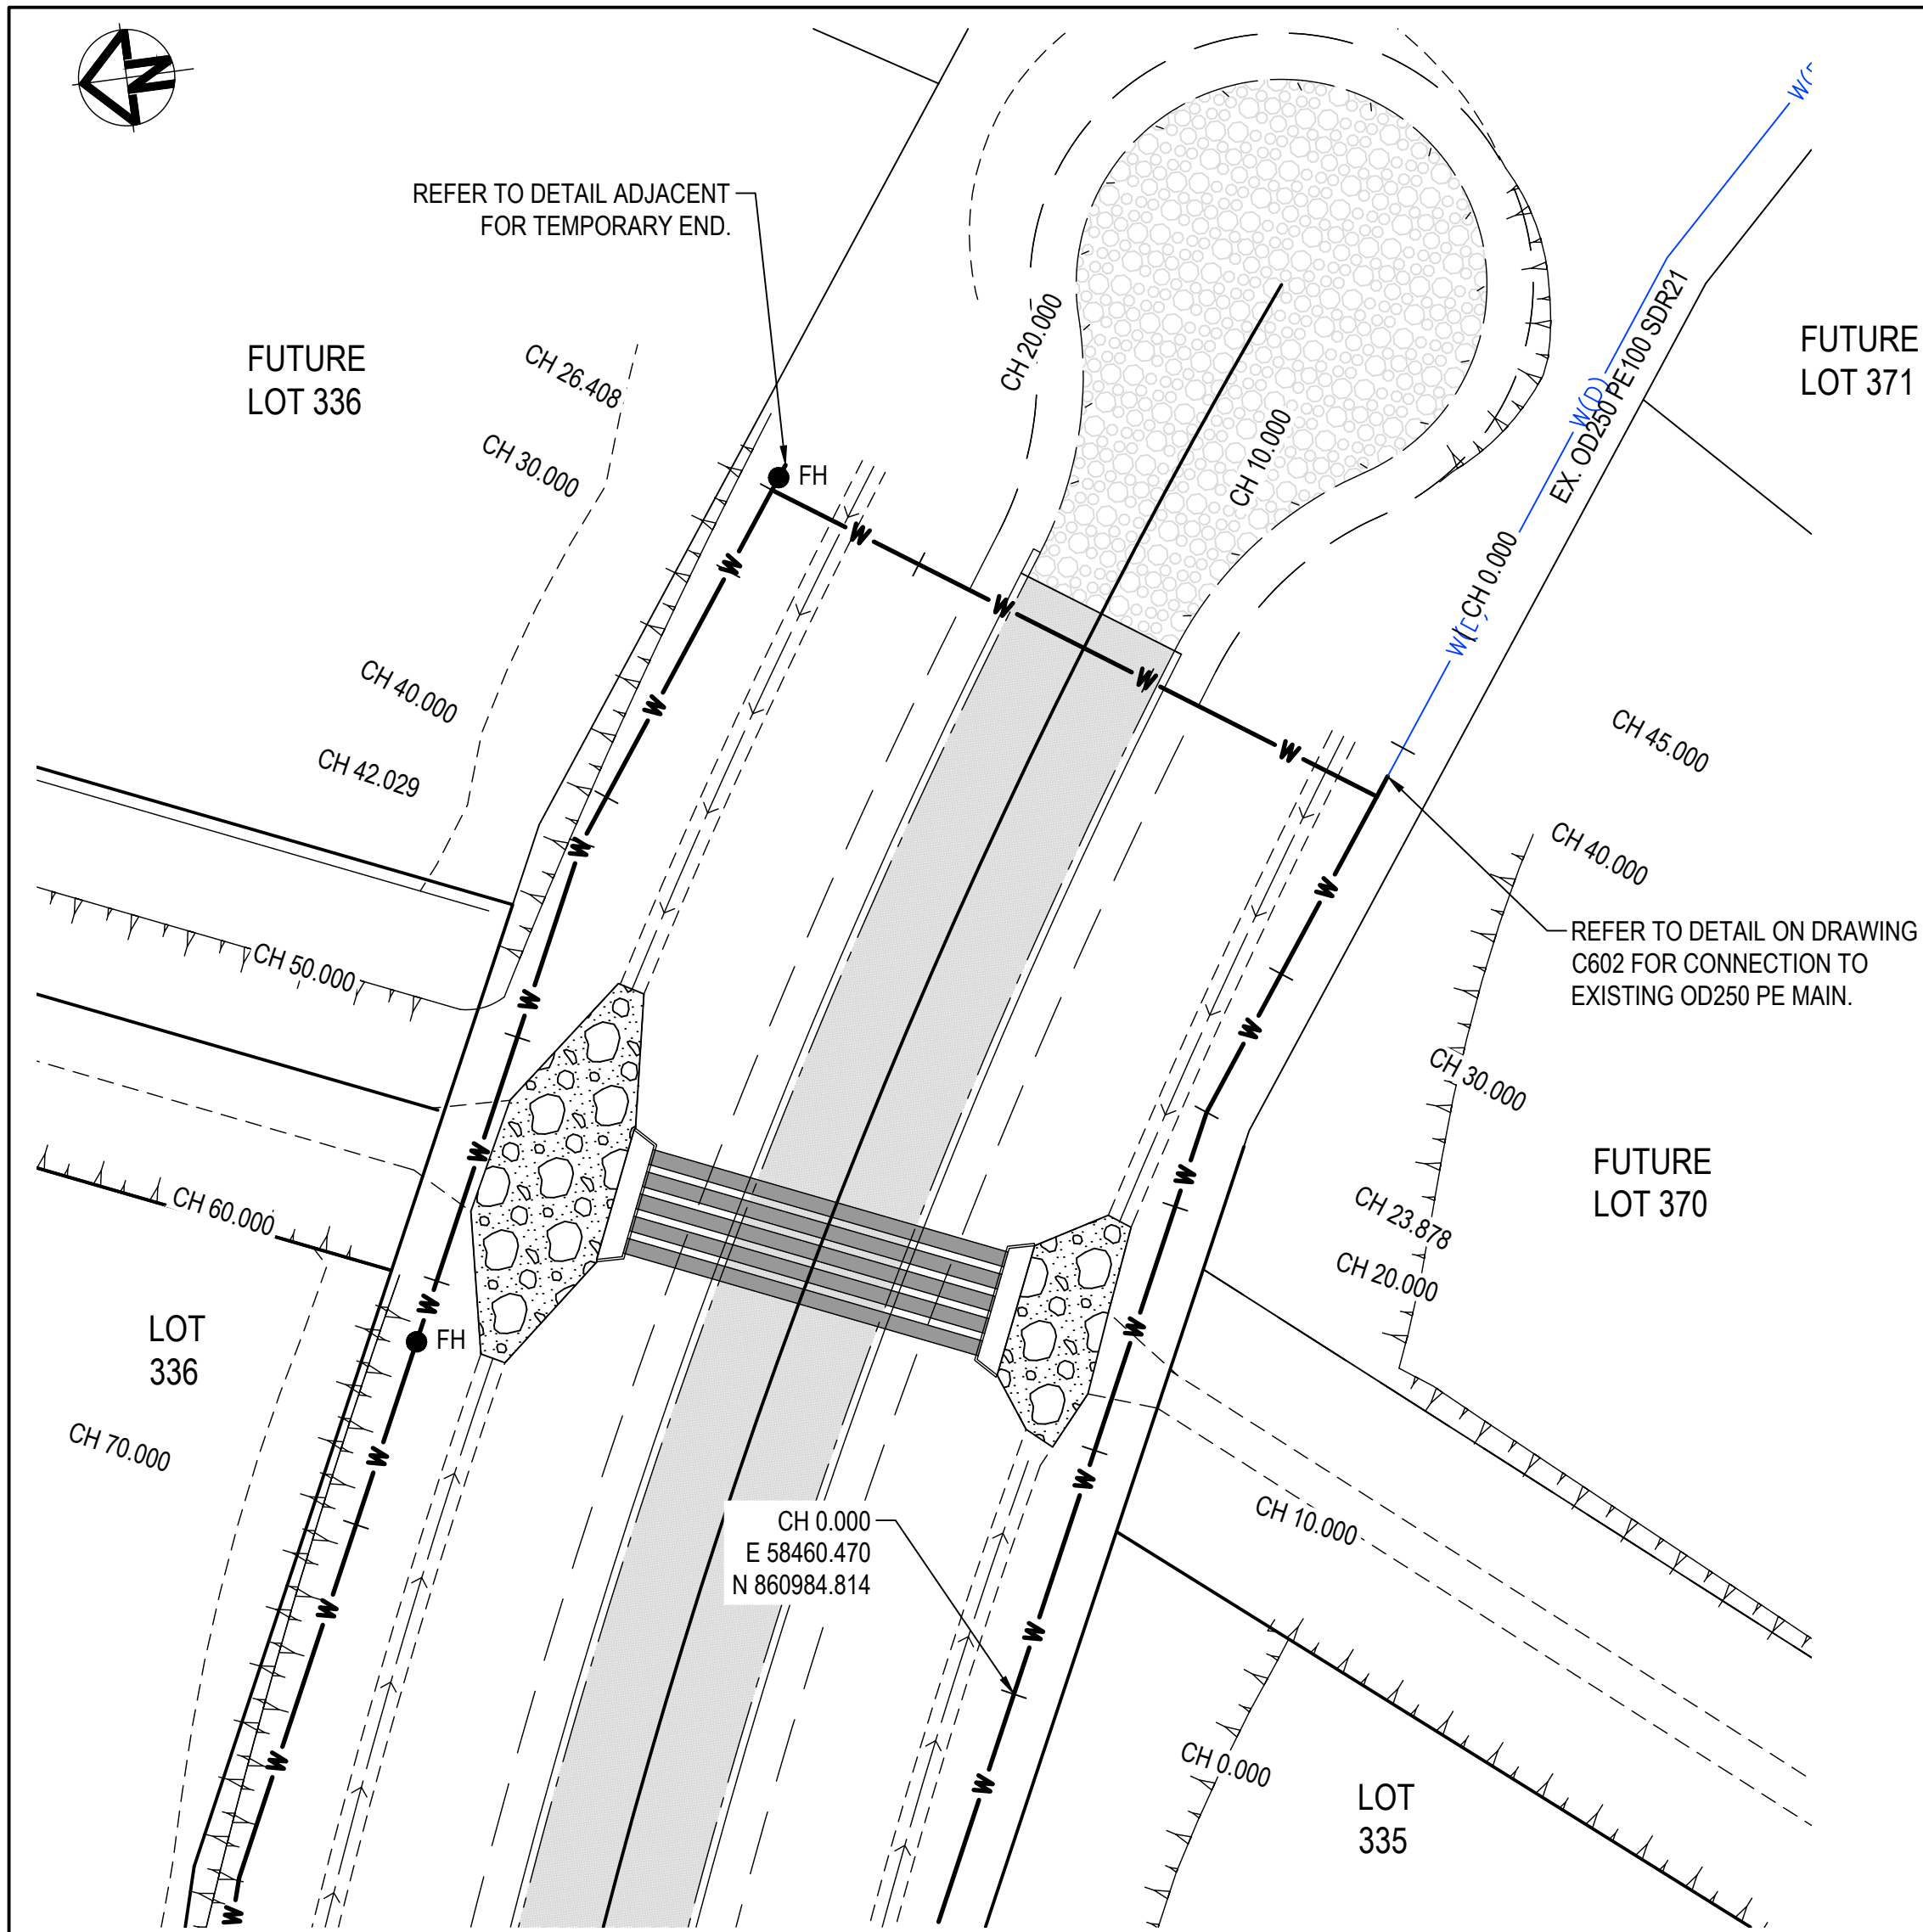 N
W(D)
REFER TO DETAIL ADJACENT
FOR TEMPORARY END.
FUTURE
LOT 336
CH 26.408
CH 30.000
CH 20.000
FUTURE
LOT 371
W(D)
EX. OD250 PE100 SDR21
CH 10.000
FH
W
W
W
W
W
CH 0.000
W(D)
CH 40.000
CH 42.029
W
W
W
CH 45.000
CH 40.000
REFER TO DETAIL ON DRAWING
C602 FOR CONNECTION TO
EXISTING OD250 PE MAIN.
CH 50.000
W
W
W
CH 30.000
FUTURE
LOT 370
W
W
CH 60.000
CH 23.878
CH 20.000
W
W
FH
LOT
336
CH 70.000
W
W
CH 10.000
CH 0.000
E 58460.470
N 860984.814
W
W
W
W
CH 0.000
LOT
335
W